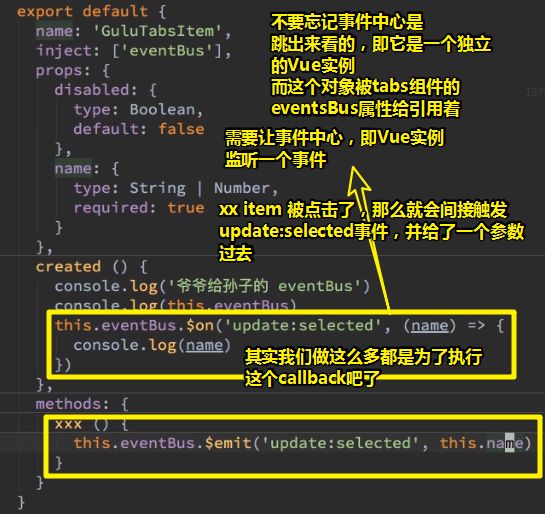 export default {
name: 'GuluTabsItem',
inject: ['eventBus'],
props: {
disabled: {
type: Boolean,
default: false
},
name: {
type: String | Number,
required: true
}
},
created () {
console.log('爷爷给孙子的 eventBus')
console.log(this.eventBus)
this.eventBus.$on('update:selected', (name) => {
console.log(name)
})
},
methods: {
xxx () {
this.eventBus.$emit('update:selected', this.name)
}
}
}
不要忘记事件中心是
跳出来看的，即它是一个独立
的Vue实例
而这个对象被tabs组件的
eventsBus属性给引用着
需要让事件中心，即Vue实例
监听一个事件
xx item 被点击了，那么就会间接触发
update:selected事件，并给了一个参数
过去
其实我们做这么多都是为了执行
这个callback吧了